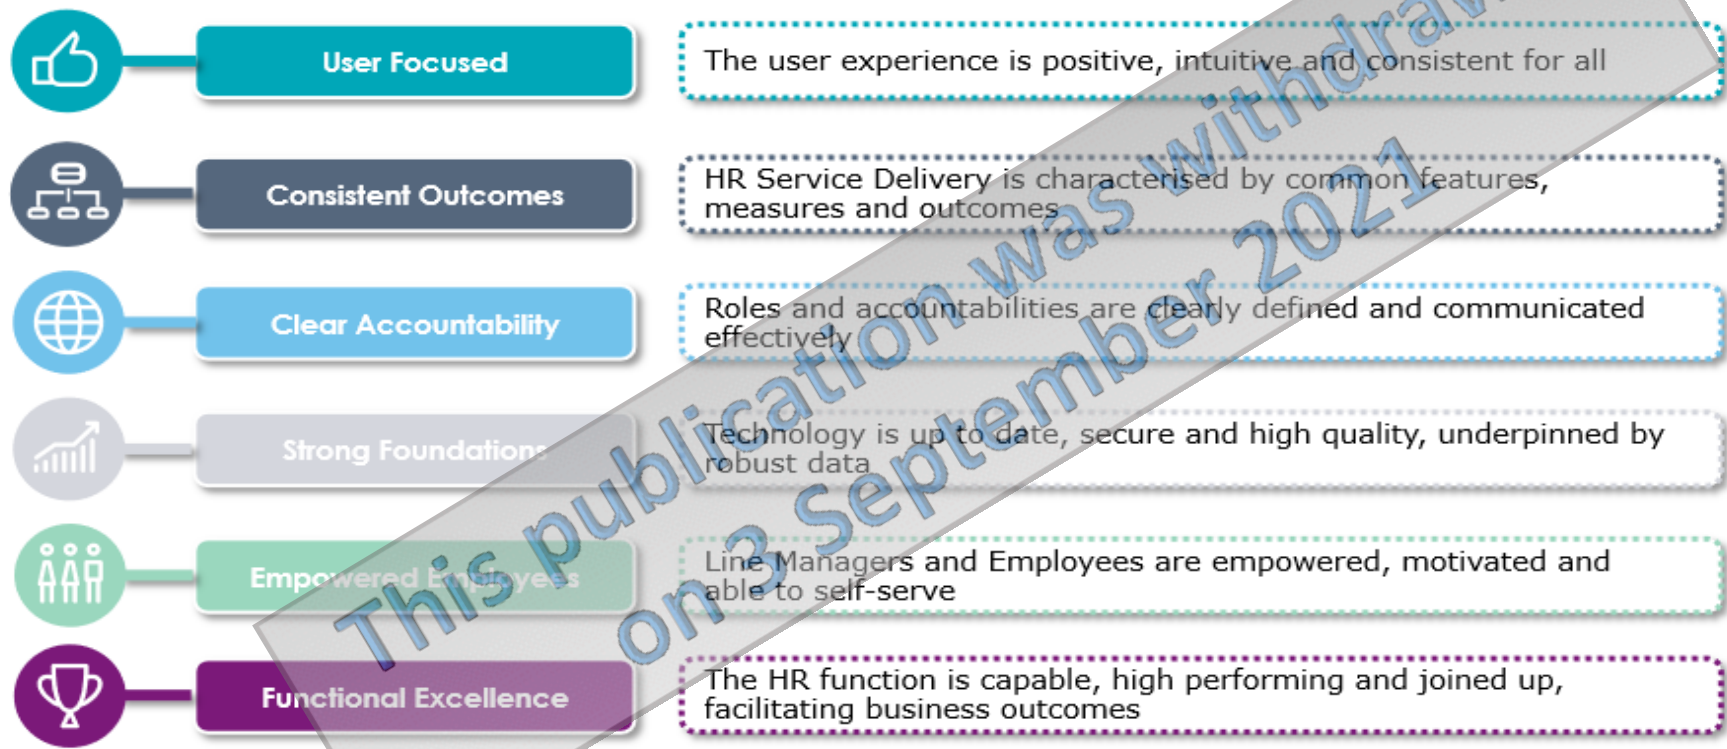 User Focused
The user experience is positive, intuitive and consistent for all
Consistent Outcomes
HR Service Delivery is characterised by common features,
measures and outcomes
Clear Accountability
Roles and accountabilities are clearly defined and communicated
effectively
Strong Foundations
Technology is up to date, secure and high quality, underpinned by
robust data
Empowered Employees
Line Managers and Employees are empowered, motivated and
able to self-serve
Functional Excellence
The HR function is capable, high performing and joined up,
facilitating business outcomes
This publication was
on 3 September 2021